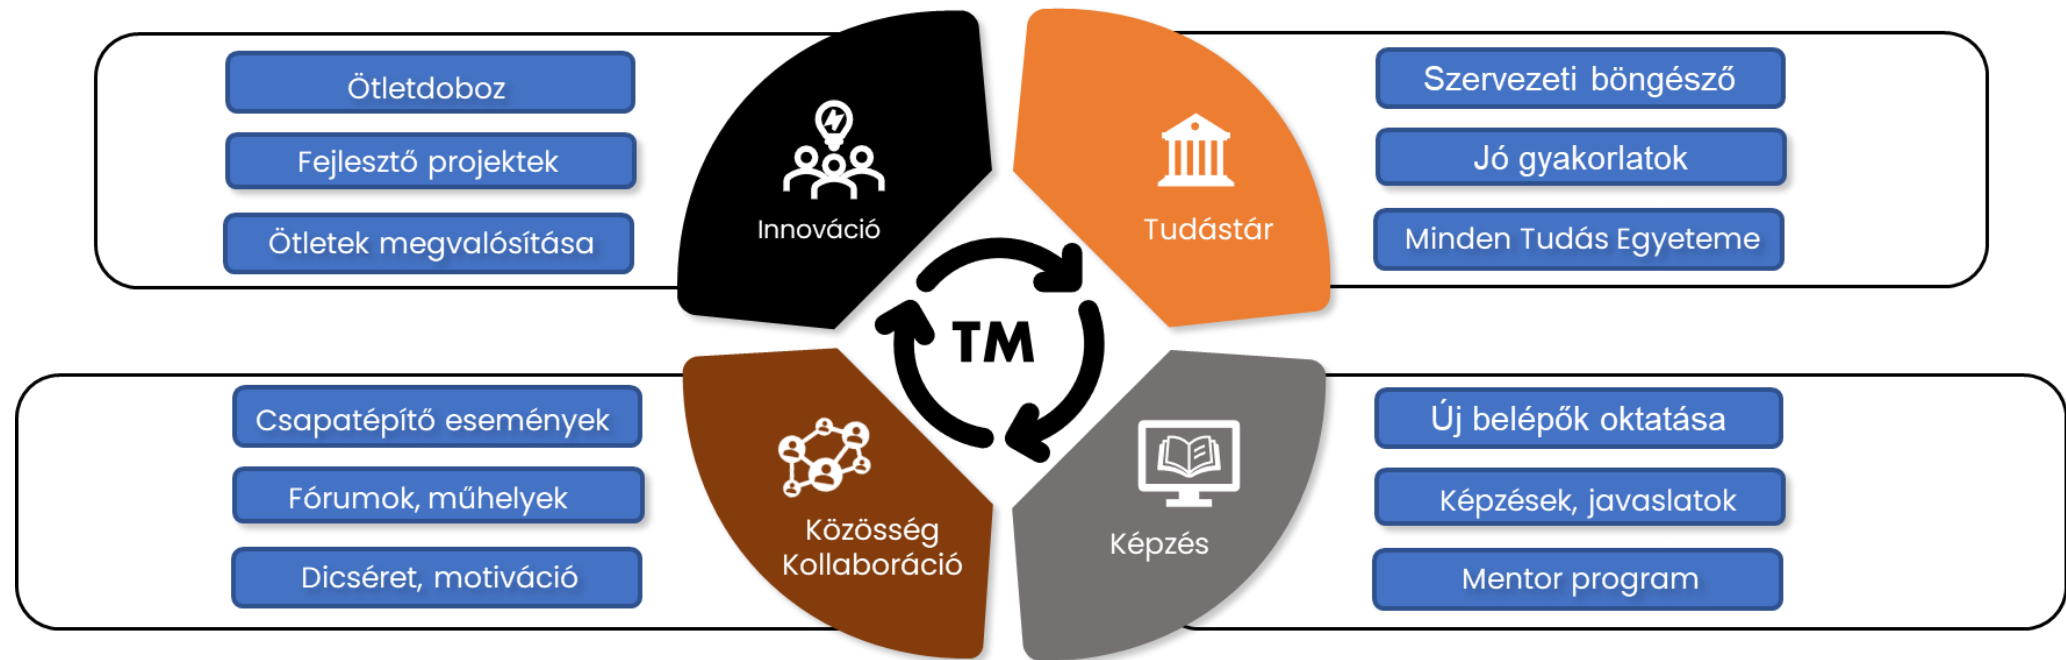 Ötletdoboz
Fejlesztő projektek
Ötletek megvalósítása
Innováció
Tudástár
Szervezeti böngésző
Jó gyakorlatok
Minden Tudás Egyeteme
TM
Csapatépítő események
Fórumok, műhelyek
Dicséret, motiváció
Közösség
Kollaboráció
Képzés
Új belépők oktatása
Képzések, javaslatok
Mentor program